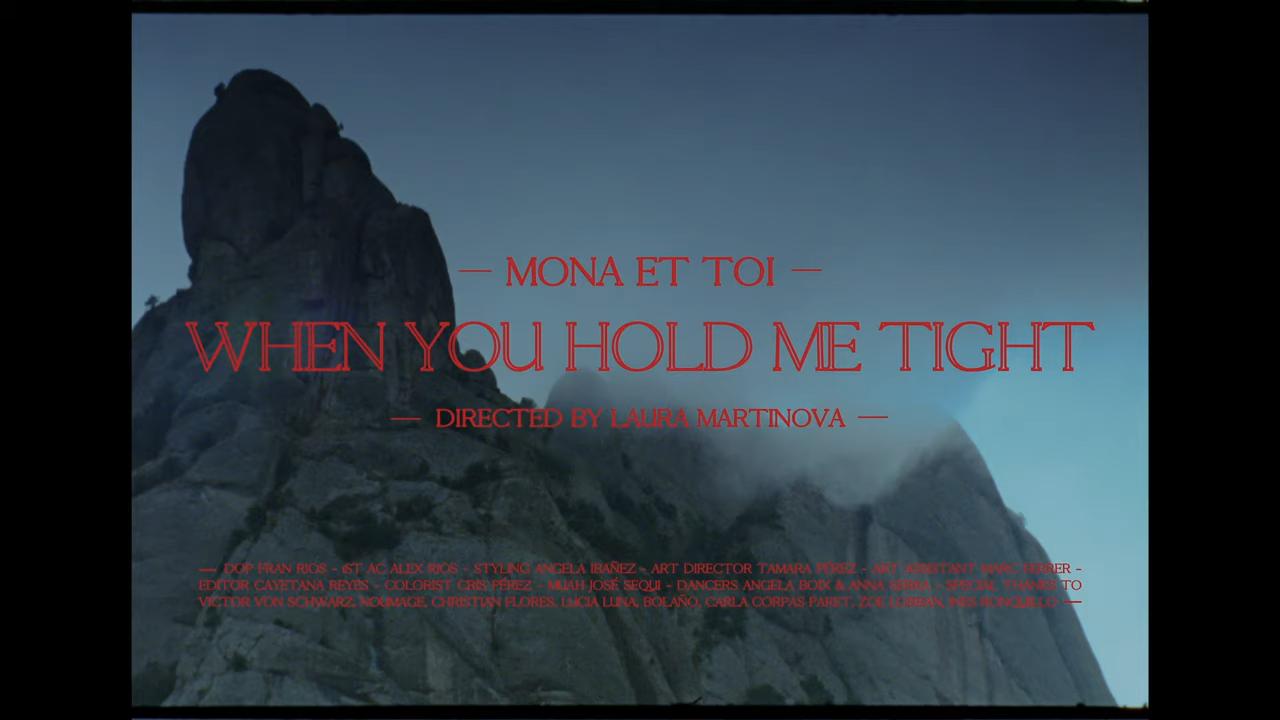 — MONA ET TOI —
WHEN YOU HOLD ME TIGHT
— DIRECTED BY LAURA MARTINOVA —
— DOP FRAN RIOS - 1ST AC ALEX RIOS - STYLING ANGELA IBAÑEZ - ART DIRECTOR TAMARA PÉREZ - ART ASSISTANT MARC FERRER -
EDITOR CAYETANA REYES - COLORIST CRIS PÉREZ - MUAH JOSÉ SEQUI - DANCERS ANGELA BOIX & ANNA SERRA - SPECIAL THANKS TO
VICTOR VON SCHWARZ, NOUMAGE, CHRISTIAN FLORES, LUCIA LUNA, BOLAÑO, CARLA CORPAS PARET, ZOE INES RONQUILLO —